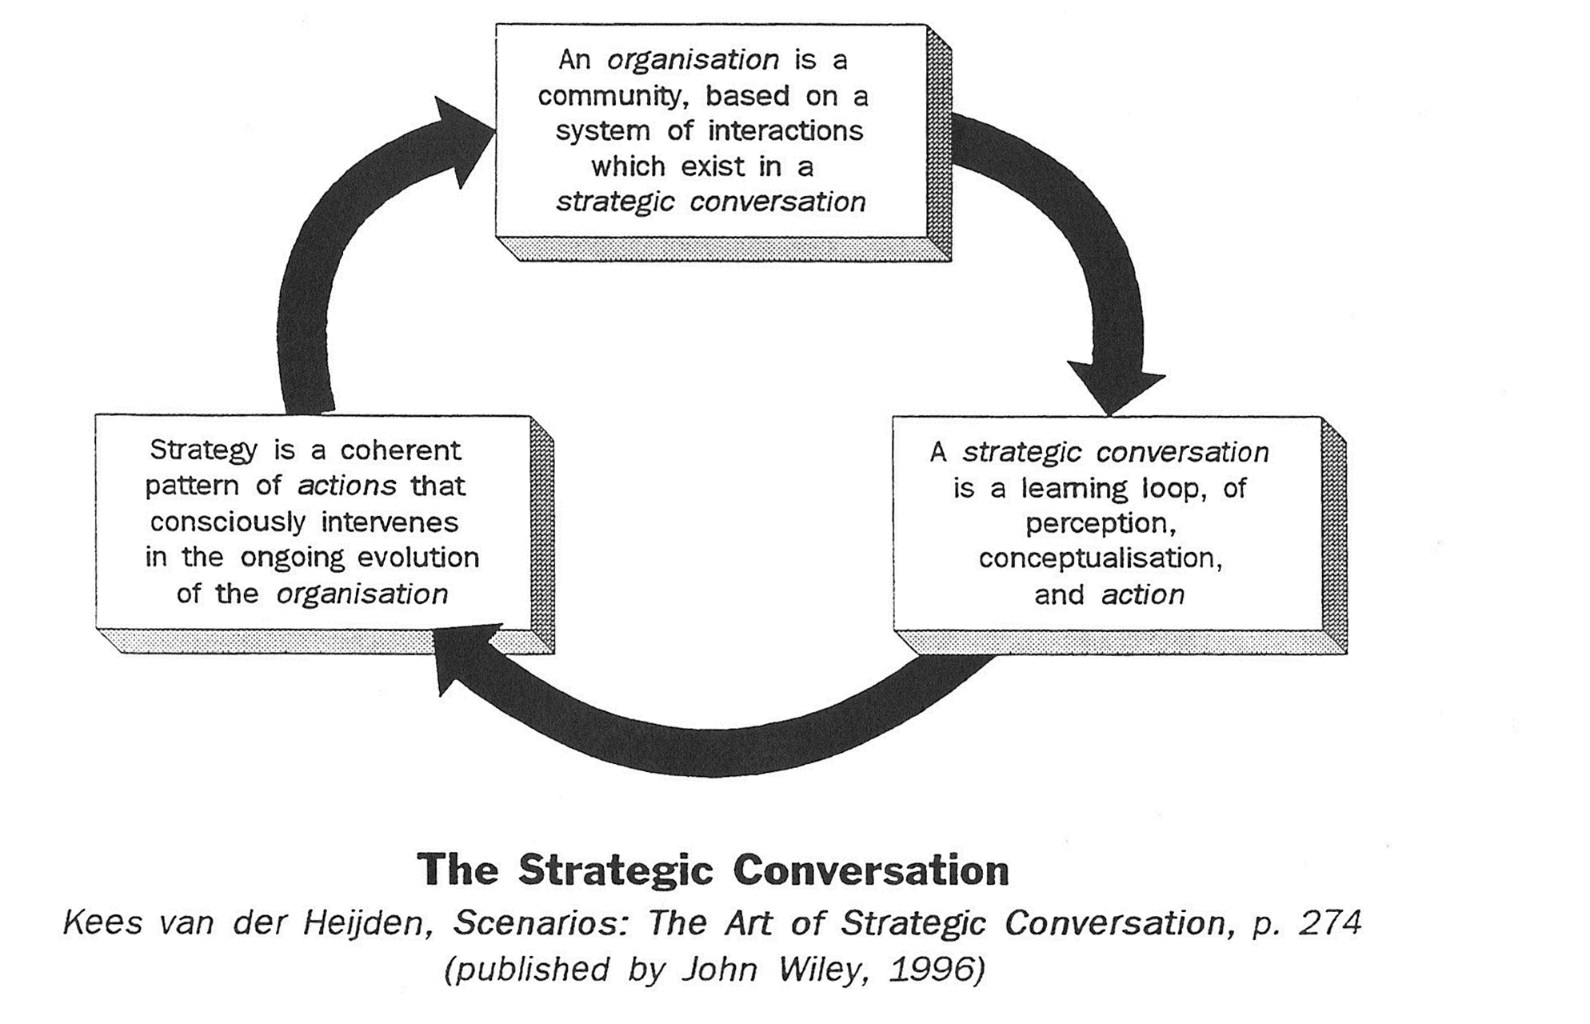 An organisation is a
community, based on a
system of interactions
which exist in a
strategic conversation
Strategy is a coherent
pattern of actions that
consciously intervenes
in the ongoing evolution
of the organisation
A strategic conversation
is a learning loop, of
perception,
conceptualisation,
and action
The Strategic Conversation
Kees van der Heijden, Scenarios: The Art of Strategic Conversation, p. 274
(published by John Wiley, 1996)